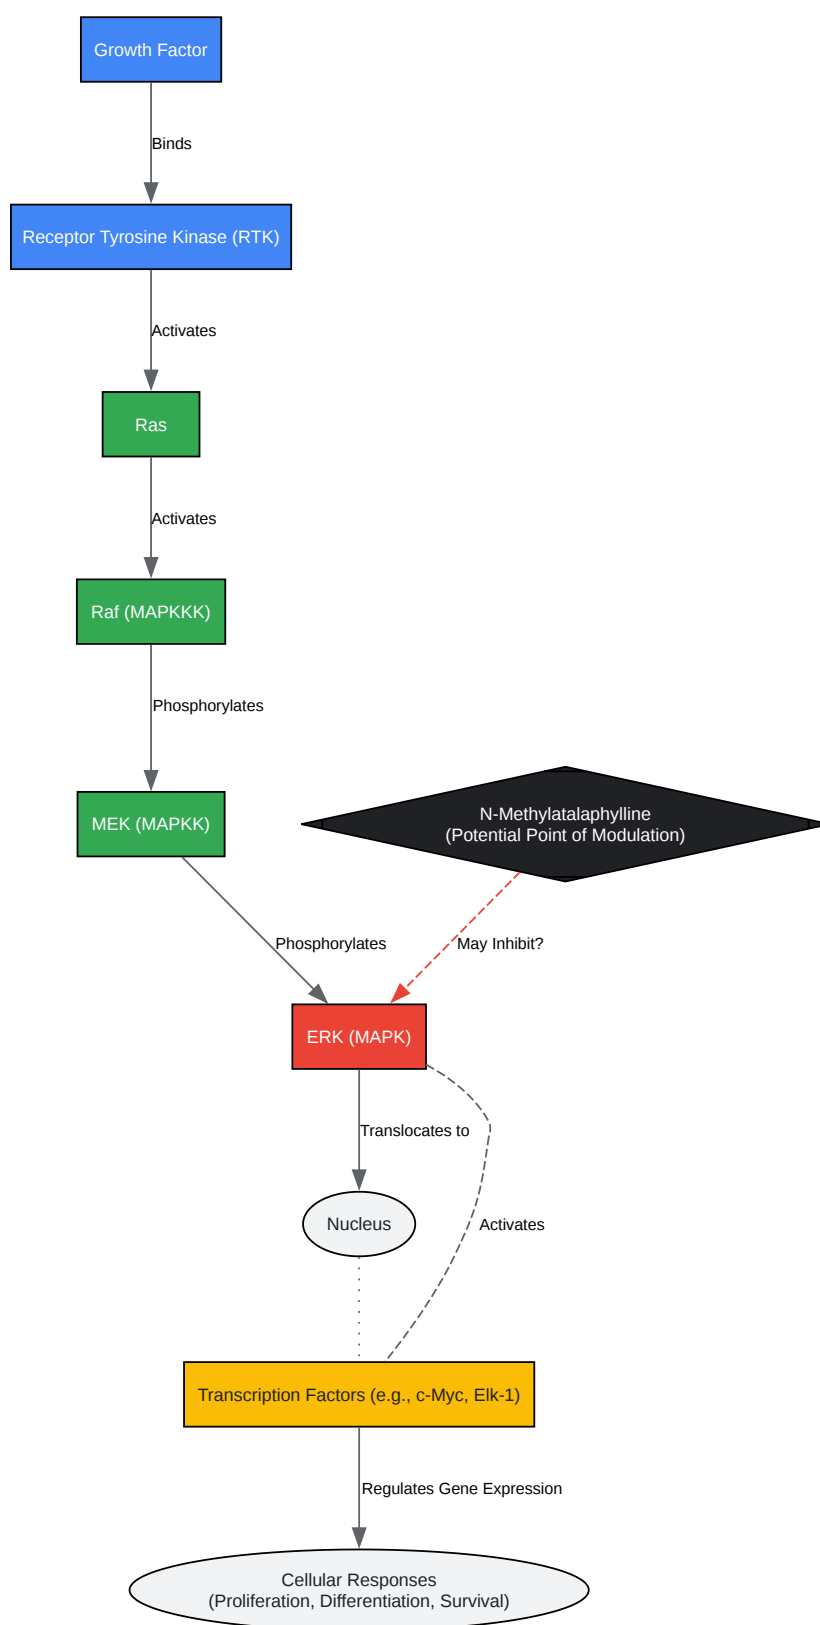 Growth Factor
Binds
Receptor Tyrosine Kinase (RTK)
Activates
Ras
Activates
Raf (MAPKKK)
Phosphorylates
MEK (MAPKK)
N-Methylatalaphylline
(Potential Point of Modulation)
Phosphorylates
May Inhibit?
ERK (MAPK)
Translocates to
Nucleus
Activates
Transcription Factors (e.g., c-Myc, Elk-1)
Regulates Gene Expression
Cellular Responses
(Proliferation, Differentiation, Survival)